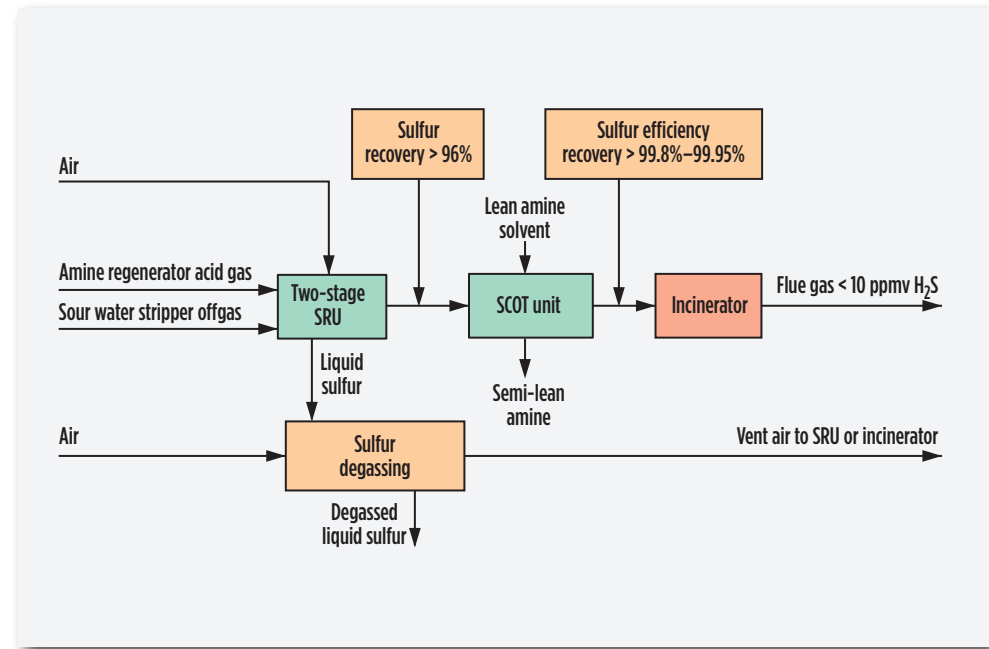 Sulfur
recovery > 96%
Sulfur efficiency
recovery > 99.8%–99.95%
Air
Lean amine
solvent
Amine regenerator acid gas
Sour water stripper offgas
Two-stage
SRU
SCOT unit
Incinerator
Flue gas < 10 ppmv H₂S
Liquid
sulfur
Semi-lean
amine
Air
Sulfur
degassing
Vent air to SRU or incinerator
Degassed
liquid sulfur